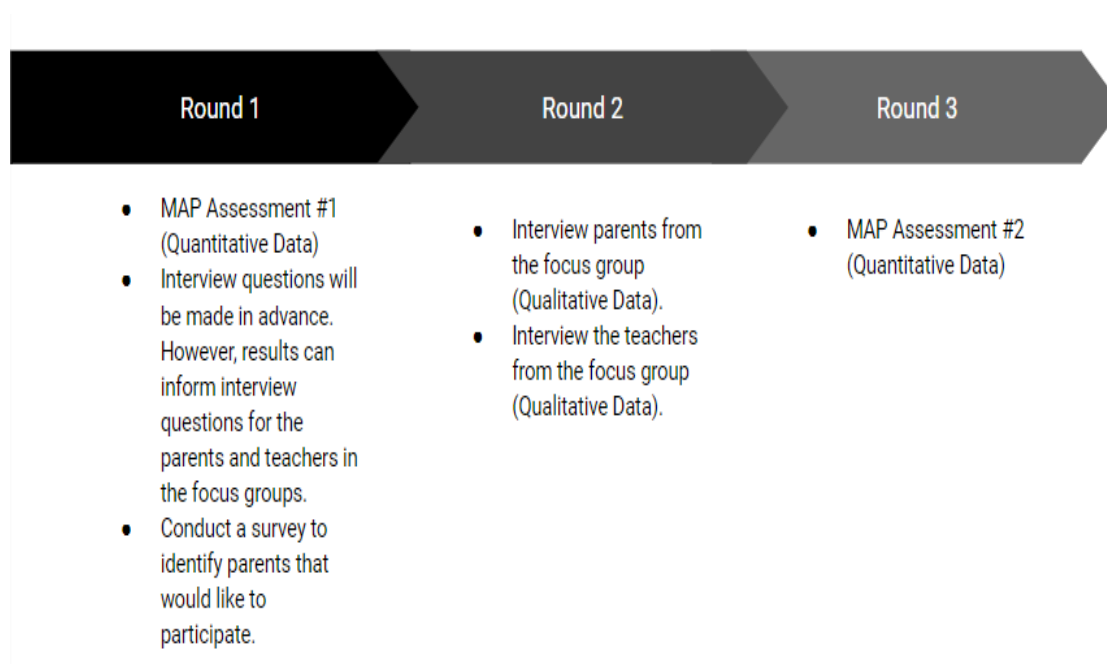 Round 1
Round 2
Round 3
● MAP Assessment #1
(Quantitative Data)
● Interview questions will
be made in advance.
However, results can
inform interview
questions for the
parents and teachers in
the focus groups.
● Conduct a survey to
identify parents that
would like to
participate.
● Interview parents from
the focus group
(Qualitative Data).
● Interview the teachers
from the focus group
(Qualitative Data).
● MAP Assessment #2
(Quantitative Data)